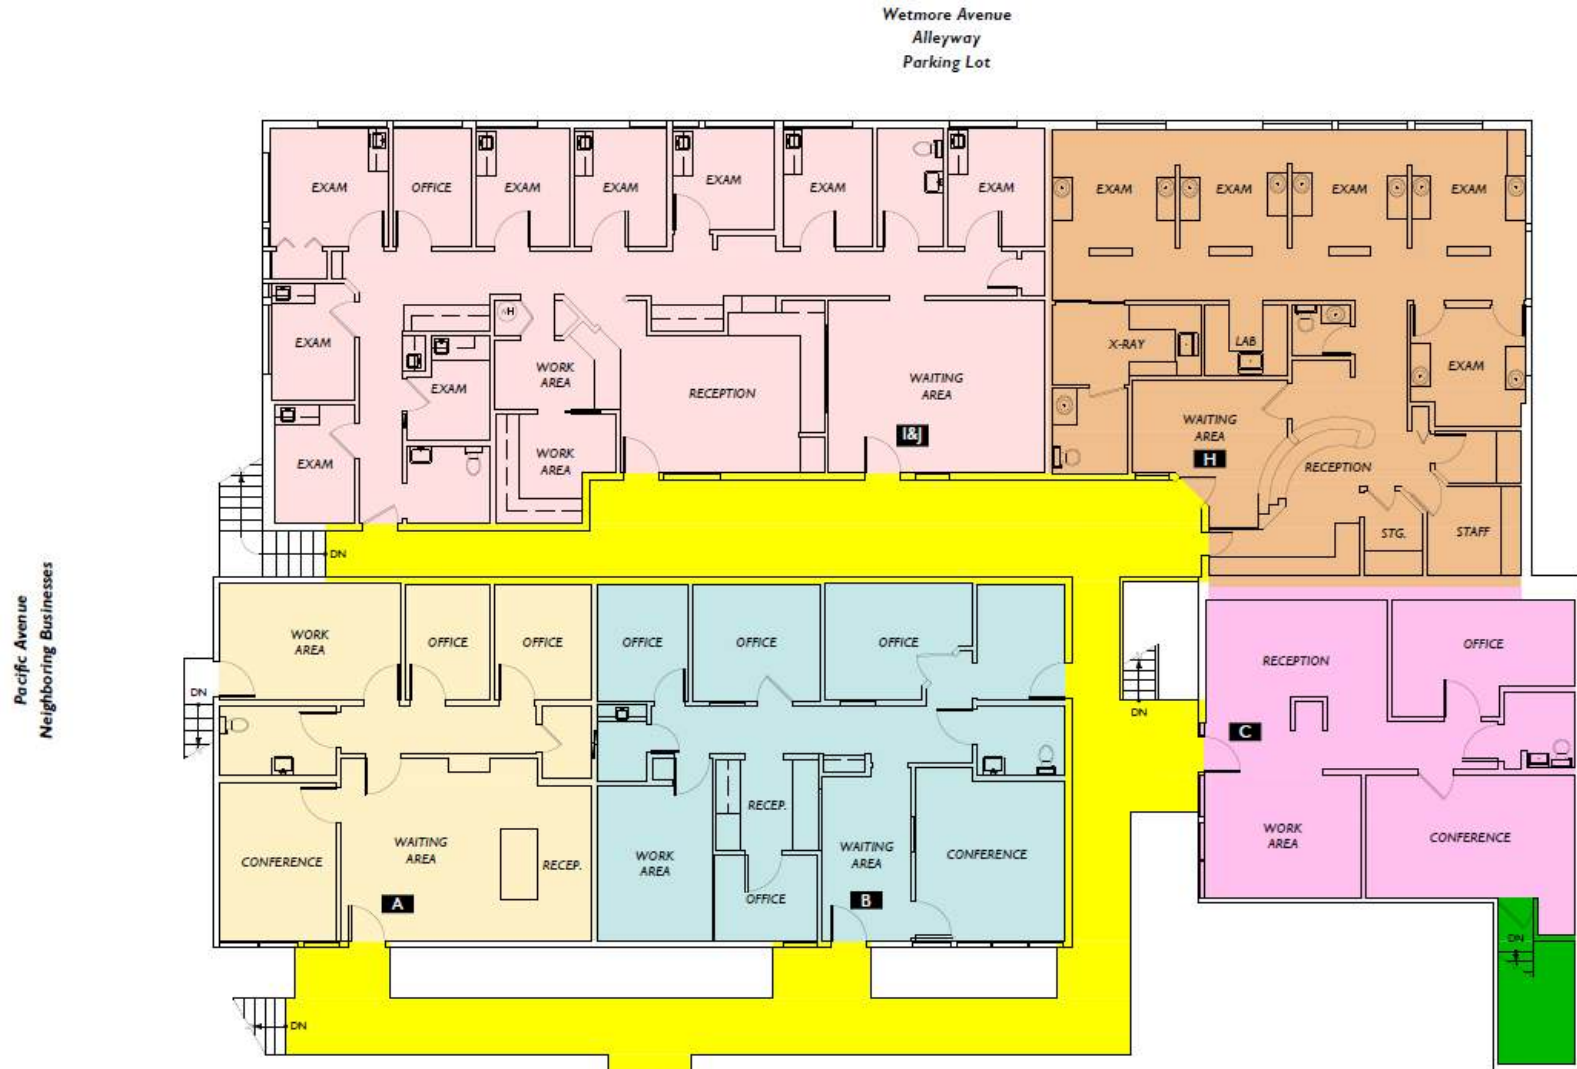 Wetmore Avenue
Alleyway
Parking Lot
EXAM
OFFICE
EXAM
EXAM
EXAM
EXAM
EXAM
EXAM
EXAM
EXAM
EXAM
EXAM
EXAM
EXAM
WORK
AREA
RECEPTION
WAITING
AREA
I&J
X-RAY
LAB
EXAM
WAITING
AREA
H
RECEPTION
EXAM
WORK
AREA
STG.
STAFF
DN
Pacific Avenue
Neighboring Businesses
WORK
AREA
OFFICE
OFFICE
OFFICE
OFFICE
OFFICE
RECEPTION
OFFICE
DN
DN
C
CONFERENCE
WAITING
AREA
RECEP.
A
WORK
AREA
RECEP.
OFFICE
WAITING
AREA
B
CONFERENCE
WORK
AREA
CONFERENCE
DN
DN